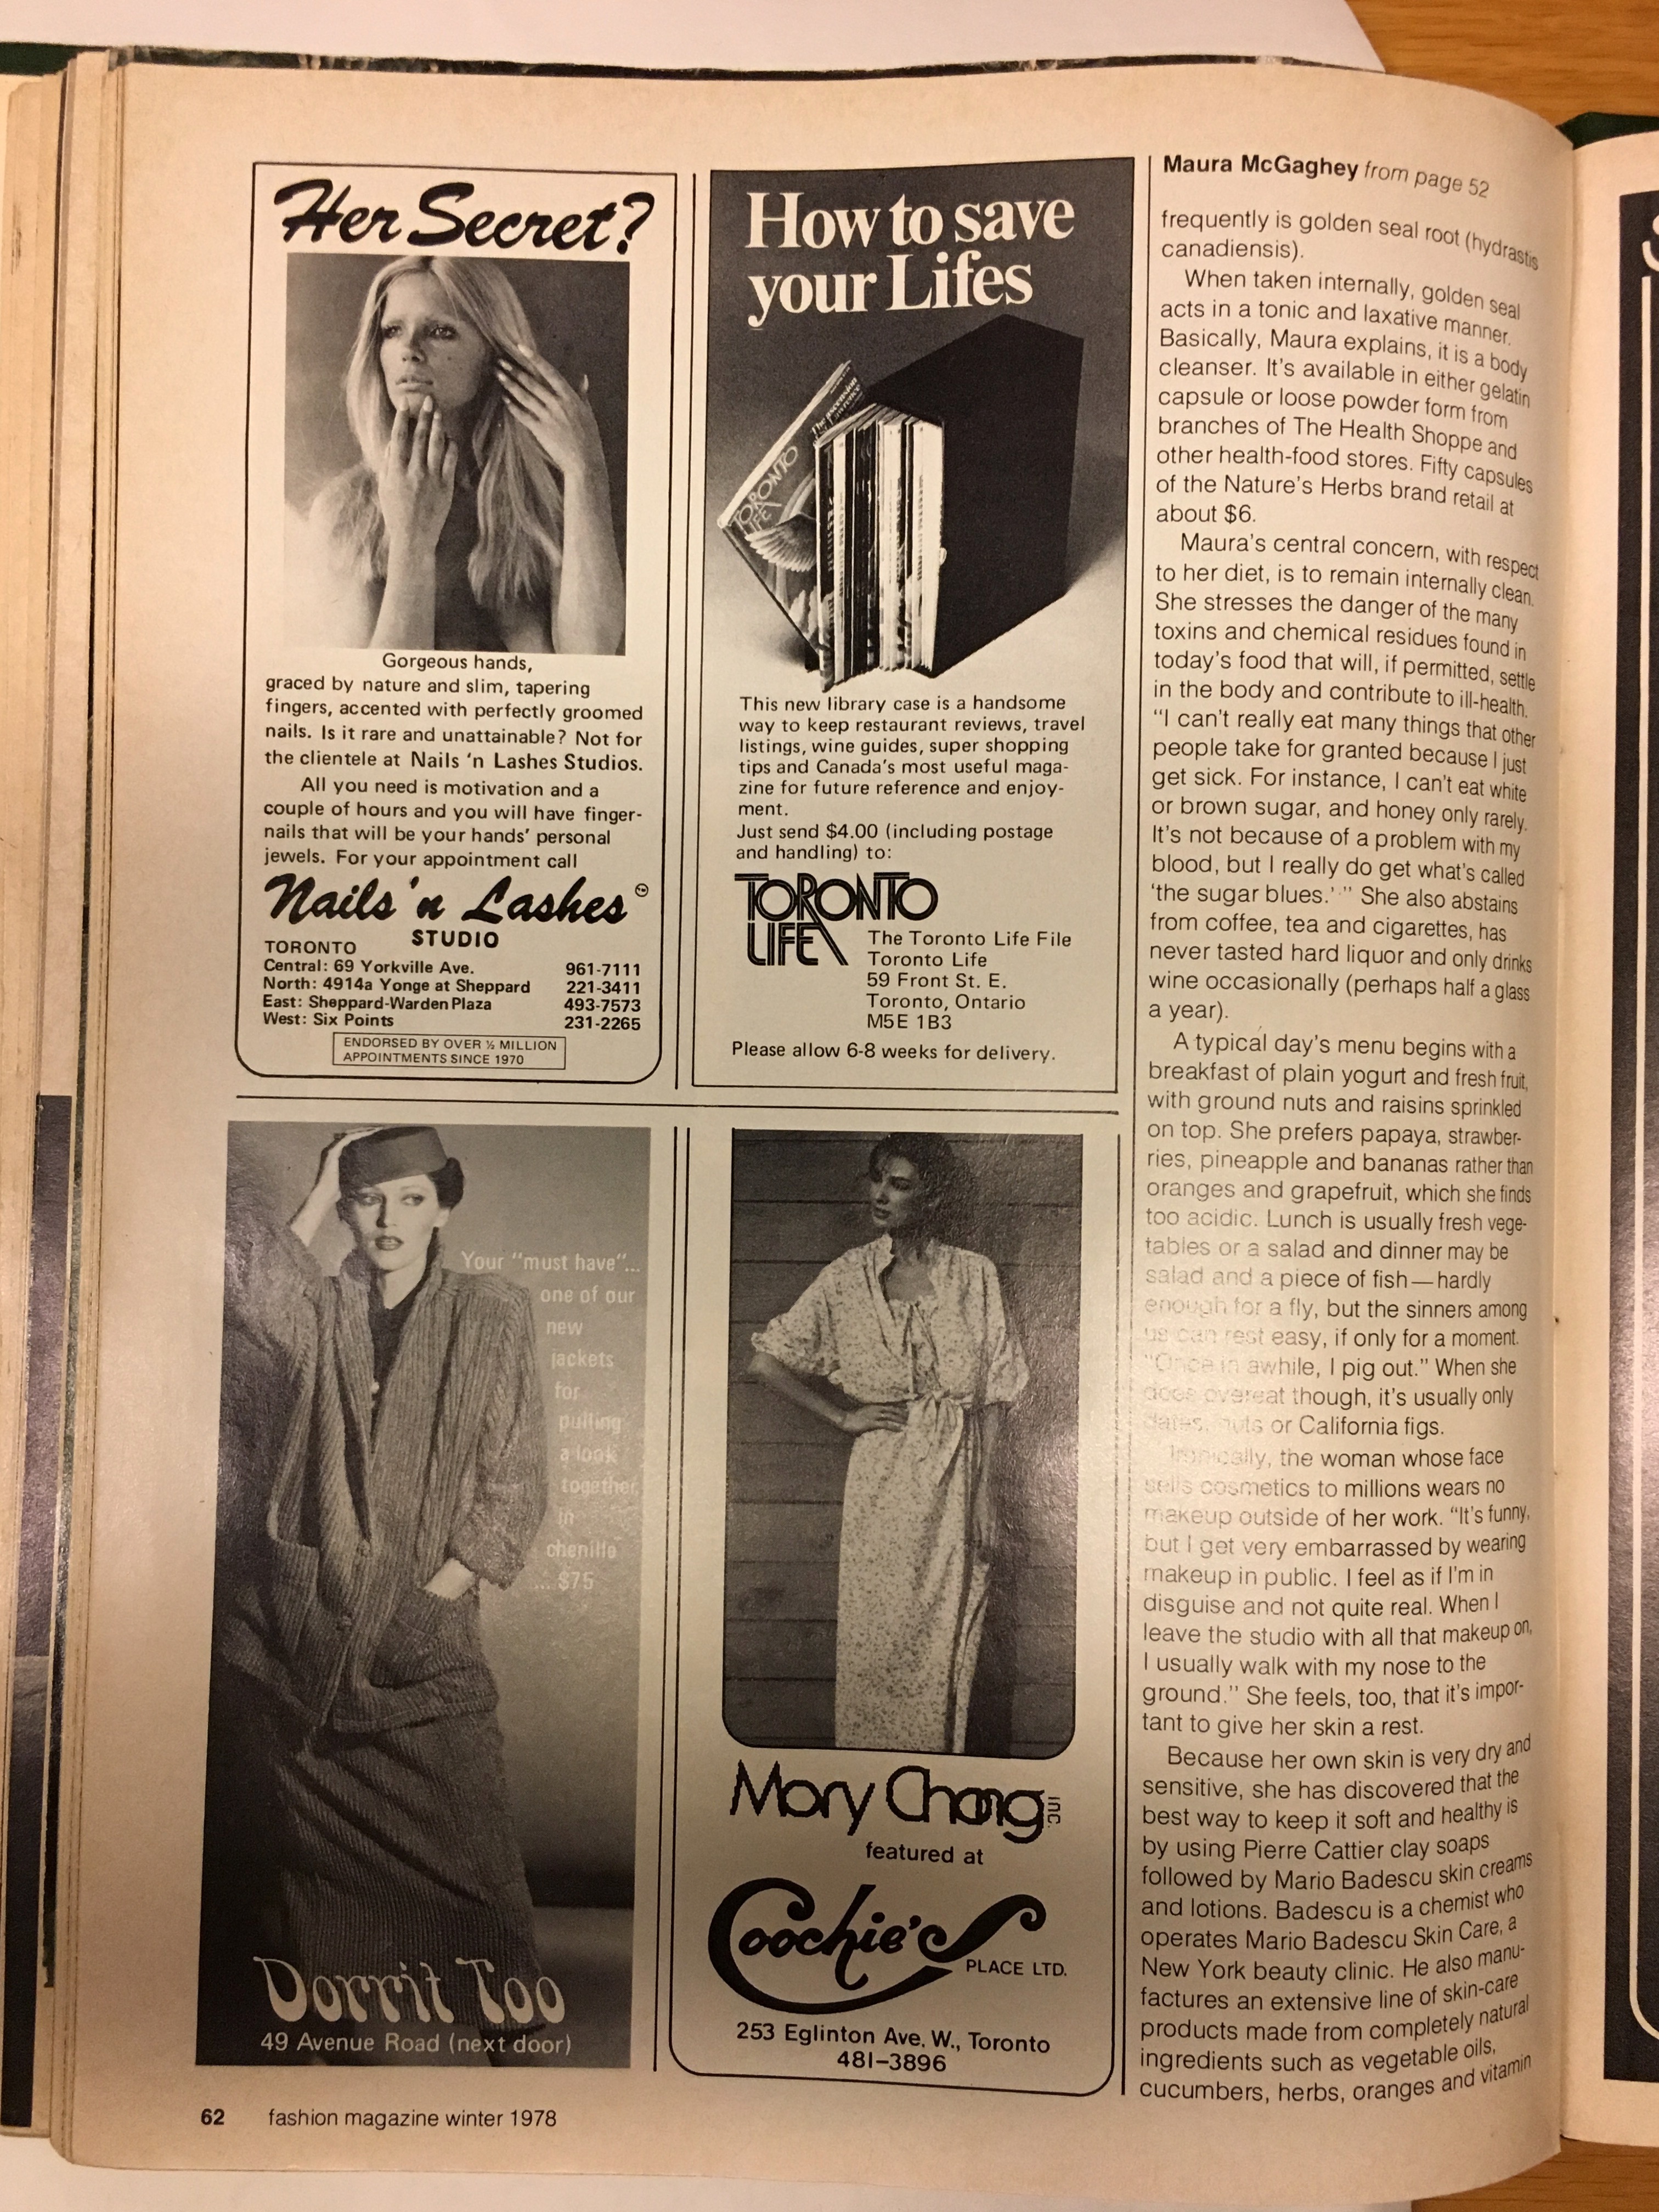 Her Secret?
Gorgeous hands,
graced by nature and slim, tapering
fingers, accented with perfectly groomed
nails. Is it rare and unattainable? Not for
the clientele at Nails 'n Lashes Studios.
All you need is motivation and a
couple of hours and you will have finger-
nails that will be your hands' personal
jewels. For your appointment call
Nails 'n Lashes
STUDIO
TORONTO
Central: 69 Yorkville Ave. 961-7111
North: 4914a Yonge at Sheppard 221-3411
East: Sheppard-Warden Plaza 493-7573
West: Six Points 231-2265
ENDORSED BY OVER ½ MILLION
APPOINTMENTS SINCE 1970
How to save
your Lifes
TORONTO
LIFE
This new library case is a handsome
way to keep restaurant reviews, travel
listings, wine guides, super shopping
tips and Canada's most useful maga-
zine for future reference and enjoy-
ment.
Just send $4.00 (including postage
and handling) to:
TORONTO
LIFE
The Toronto Life File
Toronto Life
59 Front St. E.
Toronto, Ontario
M5E 1B3
Please allow 6-8 weeks for delivery.
Your "must have"...
one of our
new
jackets
for
pulling
a look
together
in
chenille
... $75
Dorrit Too
49 Avenue Road (next door)
Mary Chang inc
featured at
Coochie's
PLACE LTD.
253 Eglinton Ave. W., Toronto
481-3896
Maura McGaghey from page 52
frequently is golden seal root (hydrastis
canadiensis).
When taken internally, golden seal
acts in a tonic and laxative manner.
Basically, Maura explains, it is a body
cleanser. It's available in either gelatin
capsule or loose powder form from
branches of The Health Shoppe and
other health-food stores. Fifty capsules
of the Nature's Herbs brand retail at
about $6.
Maura's central concern, with respect
to her diet, is to remain internally clean.
She stresses the danger of the many
toxins and chemical residues found in
today's food that will, if permitted, settle
in the body and contribute to ill-health.
"I can't really eat many things that other
people take for granted because I just
get sick. For instance, I can't eat white
or brown sugar, and honey only rarely.
It's not because of a problem with my
blood, but I really do get what's called
'the sugar blues.' " She also abstains
from coffee, tea and cigarettes, has
never tasted hard liquor and only drinks
wine occasionally (perhaps half a glass
a year).
A typical day's menu begins with a
breakfast of plain yogurt and fresh fruit,
with ground nuts and raisins sprinkled
on top. She prefers papaya, strawber-
ries, pineapple and bananas rather than
oranges and grapefruit, which she finds
too acidic. Lunch is usually fresh vege-
tables or a salad and dinner may be
salad and a piece of fish—hardly
enough for a fly, but the sinners among
us can rest easy, if only for a moment.
"Once in awhile, I pig out." When she
does overeat though, it's usually only
dates, nuts or California figs.
Ironically, the woman whose face
sells cosmetics to millions wears no
makeup outside of her work. "It's funny,
but I get very embarrassed by wearing
makeup in public. I feel as if I'm in
disguise and not quite real. When I
leave the studio with all that makeup on,
I usually walk with my nose to the
ground." She feels, too, that it's impor-
tant to give her skin a rest.
Because her own skin is very dry and
sensitive, she has discovered that the
best way to keep it soft and healthy is
by using Pierre Cattier clay soaps
followed by Mario Badescu skin creams
and lotions. Badescu is a chemist who
operates Mario Badescu Skin Care, a
New York beauty clinic. He also manu-
factures an extensive line of skin-care
products made from completely natural
ingredients such as vegetable oils,
cucumbers, herbs, oranges and vitamin
62 fashion magazine winter 1978